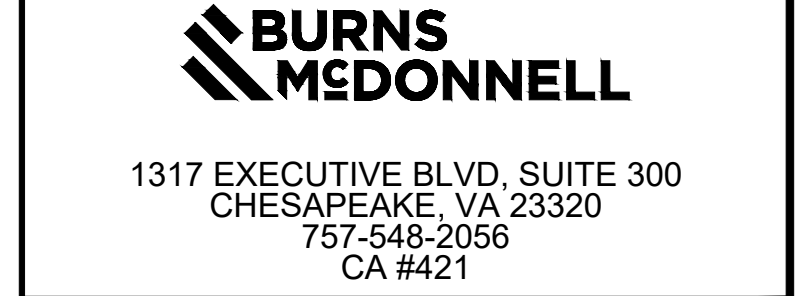 BURNS
McDONNELL
1317 EXECUTIVE BLVD, SUITE 300
CHESAPEAKE, VA 23320
757-548-2056
CA #421